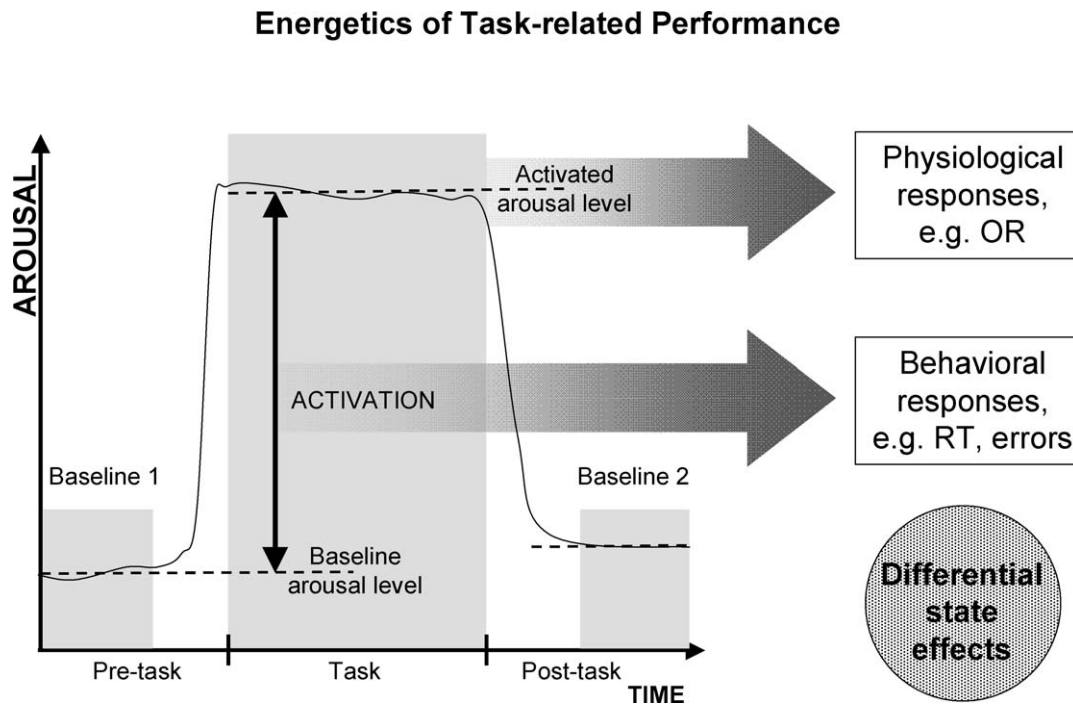 Energetics of Task-related Performance
AROUSAL
Activated
arousal level
Physiological
responses,
e.g. OR
ACTIVATION
Behavioral
responses,
e.g. RT, errors
Baseline 1
Baseline 2
Baseline
arousal level
Differential
state
effects
Pre-task
Task
Post-task
TIME